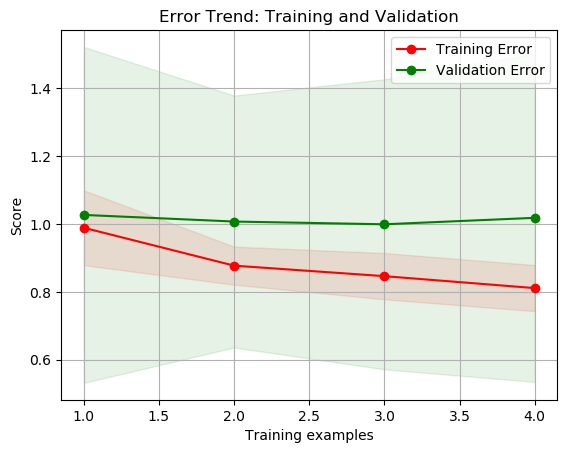 Error Trend: Training and Validation
Training Error
Validation Error
Score
1.4
1.2
1.0
0.8
0.6
1.0 1.5 2.0 2.5 3.0 3.5 4.0
Training examples